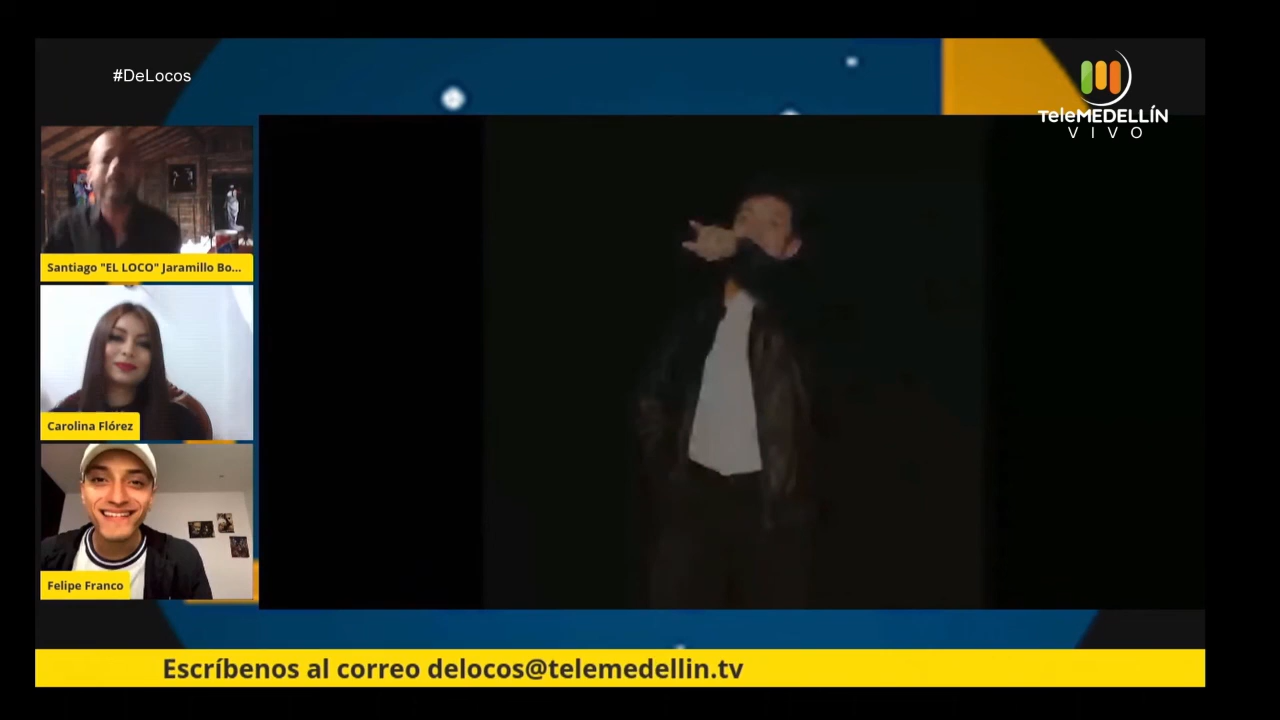 #DeLocos
TeleMEDELLÍN
VIVO
Santiago "EL LOCO" Jaramillo Bo...
Carolina Flórez
Felipe Franco
Escríbenos al correo delocos@telemedellin.tv